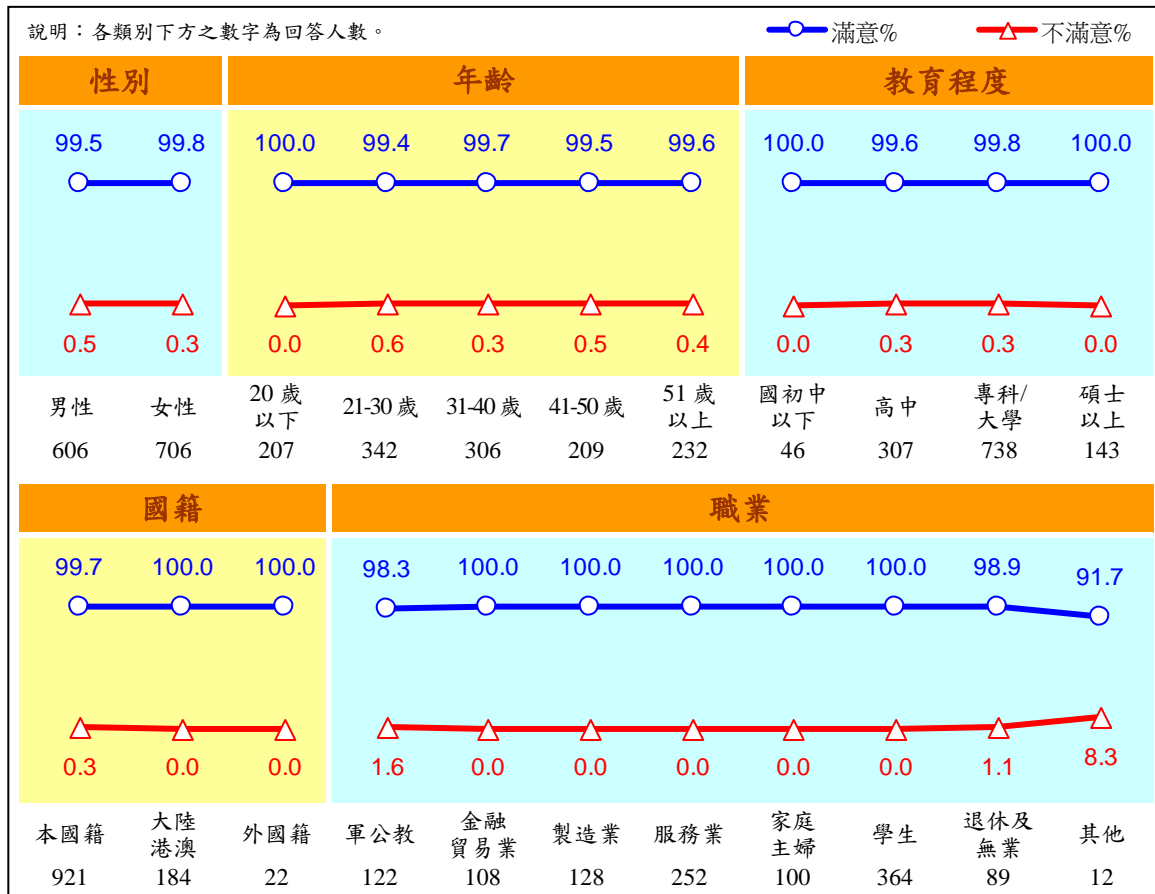 說明：各類別下方之數字為回答人數。
滿意% 不滿意%
性別 年齡 教育程度
99.5 99.8 100.0 99.4 99.7 99.5 99.6 100.0 99.6 99.8 100.0
0.5 0.3 0.0 0.6 0.3 0.5 0.4 0.0 0.3 0.3 0.0
男性 女性 20 歲以下 21-30 歲 31-40 歲 41-50 歲 51 歲以上 國初中以下 高中 專科/大學 碩士以上
606 706 207 342 306 209 232 46 307 738 143
國籍 職業
99.7 100.0 100.0 98.3 100.0 100.0 100.0 100.0 100.0 98.9 91.7
0.3 0.0 0.0 1.6 0.0 0.0 0.0 0.0 0.0 1.1 8.3
本國籍 大陸港澳 外國籍 軍公教 金融貿易業 製造業 服務業 家庭主婦 學生 退休及無業 其他
921 184 22 122 108 128 252 100 364 89 12